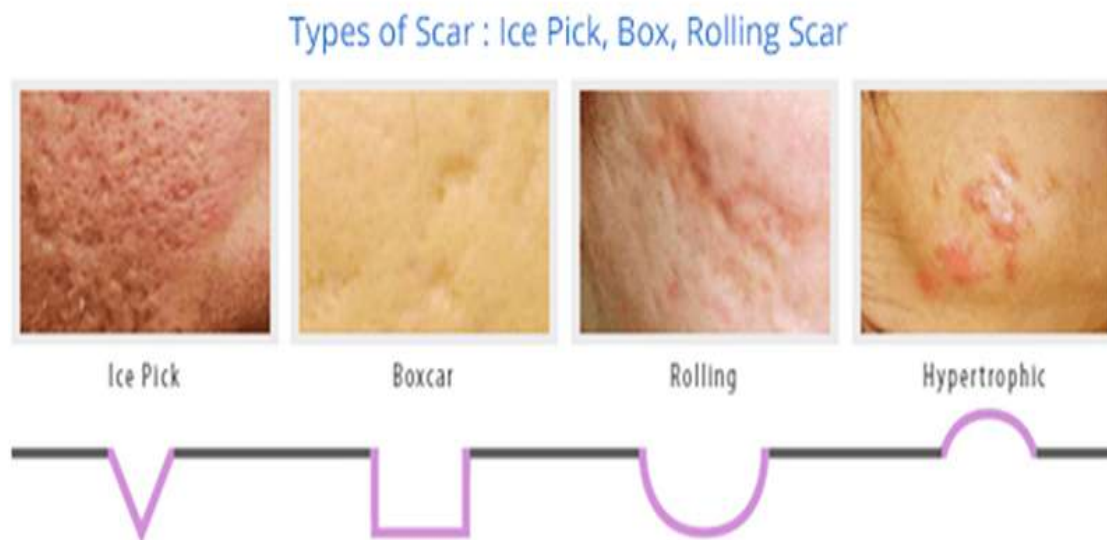 Types of Scar : Ice Pick, Box, Rolling Scar
Ice Pick
Boxcar
Rolling
Hypertrophic